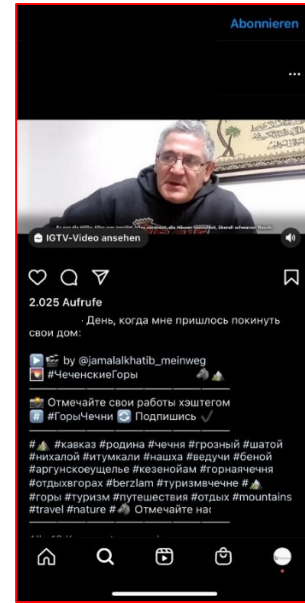 Abonnieren
IGTV-Video ansehen
2.025 Aufrufe
· День, когда мне пришлось покинуть
свои дом:
by @jamalalkhatib_meinweg
#ЧеченскиеГоры
Отмечайте свои работы хэштегом
#ГорыЧечни Подпишись
# #кавказ #родина #чечня #грозный #шатой
#нихалой #итумкали #нашха #ведучи #беной
#аргунскоеущелье #кезенойам #горнаячечня
#отдыхвгорах #berzlam #туризмвчечне #
#горы #туризм #путешествия #отдых #mountains
#travel #nature # Отмечайте нас